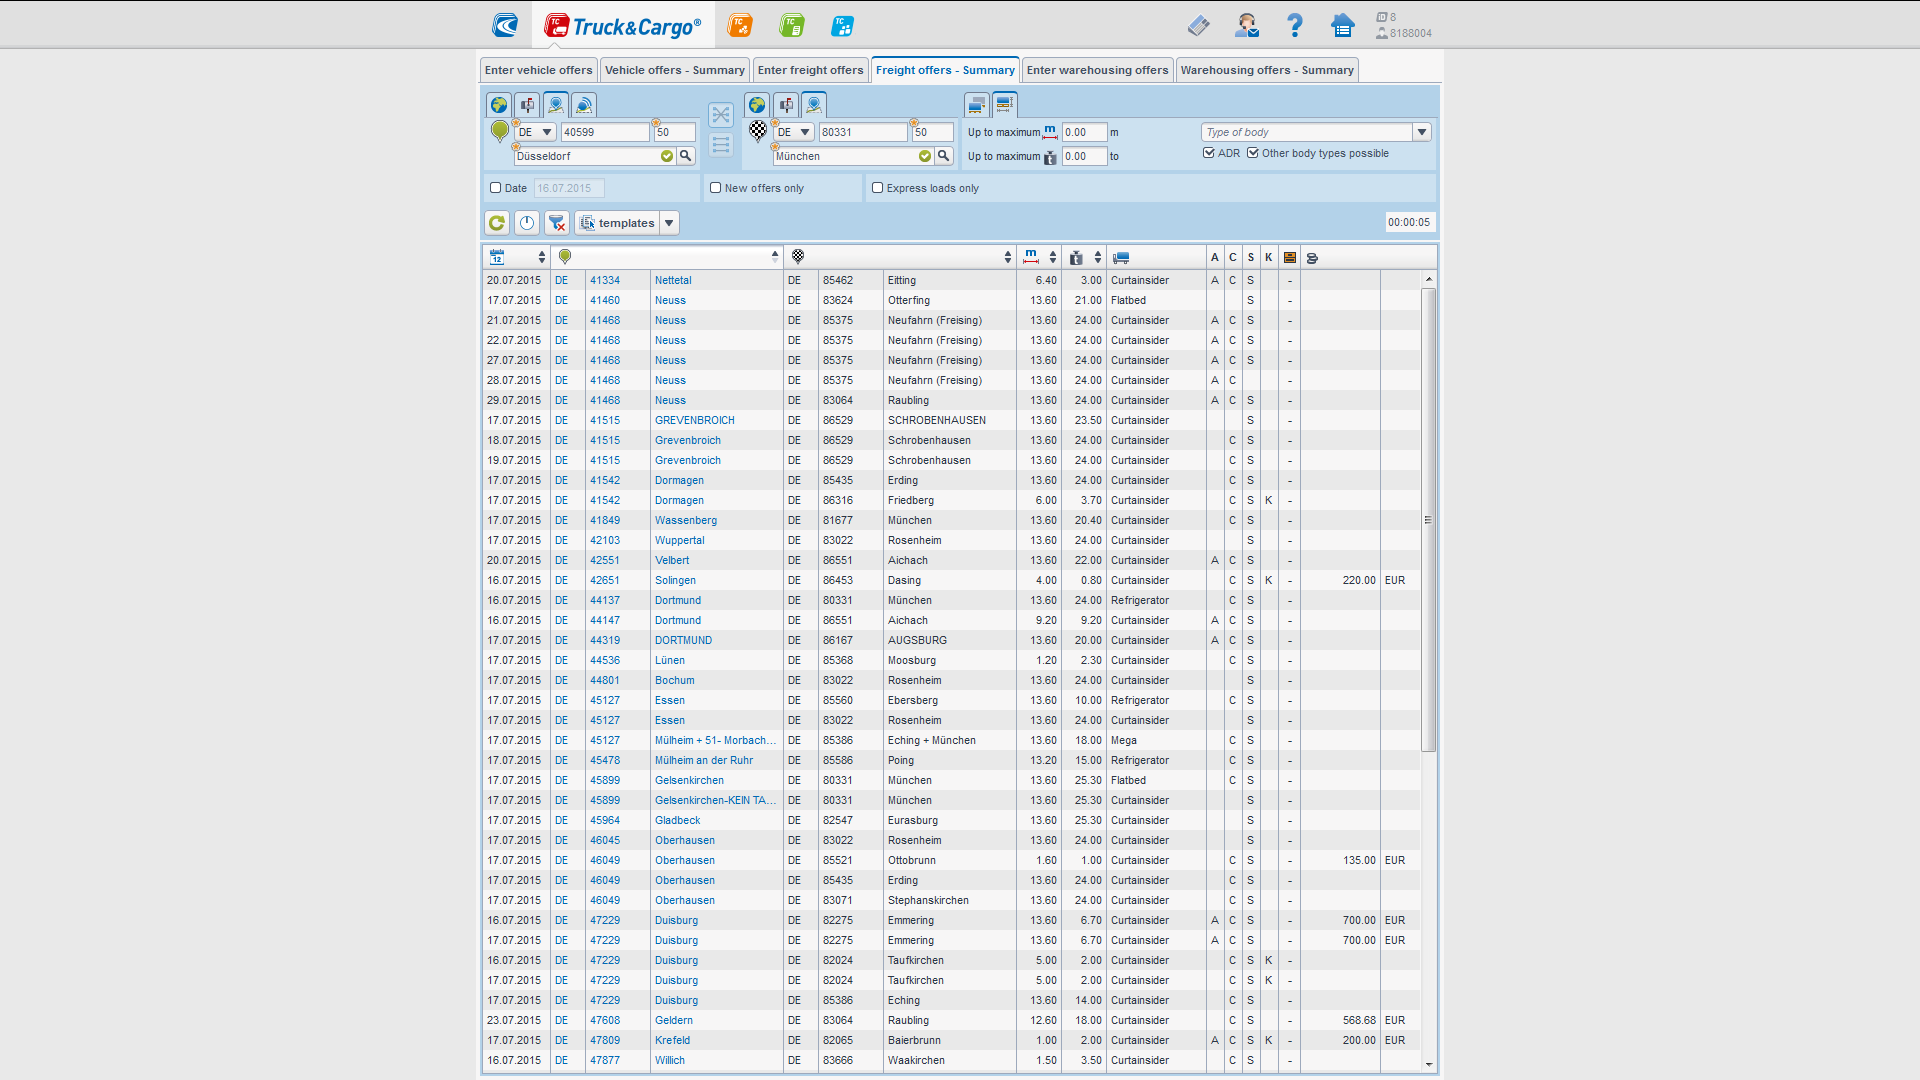 TC Truck&Cargo® TC TC TC ID 8
8188004
Enter vehicle offers Vehicle offers - Summary Enter freight offers Freight offers - Summary Enter warehousing offers Warehousing offers - Summary
DE 40599 50 DE 80331 50 Up to maximum m 0.00 m Type of body
Düsseldorf München Up to maximum t 0.00 to ADR Other body types possible
Date 16.07.2015 New offers only Express loads only
templates 00:00:05
12 m t A C S K
20.07.2015 DE 41334 Nettetal DE 85462 Eitting 6.40 3.00 Curtainsider A C S -
17.07.2015 DE 41460 Neuss DE 83624 Otterfing 13.60 21.00 Flatbed S -
21.07.2015 DE 41468 Neuss DE 85375 Neufahrn (Freising) 13.60 24.00 Curtainsider A C S -
22.07.2015 DE 41468 Neuss DE 85375 Neufahrn (Freising) 13.60 24.00 Curtainsider A C S -
27.07.2015 DE 41468 Neuss DE 85375 Neufahrn (Freising) 13.60 24.00 Curtainsider A C S -
28.07.2015 DE 41468 Neuss DE 85375 Neufahrn (Freising) 13.60 24.00 Curtainsider A C -
29.07.2015 DE 41468 Neuss DE 83064 Raubling 13.60 24.00 Curtainsider A C S -
17.07.2015 DE 41515 GREVENBROICH DE 86529 SCHROBENHAUSEN 13.60 23.50 Curtainsider S -
18.07.2015 DE 41515 Grevenbroich DE 86529 Schrobenhausen 13.60 24.00 Curtainsider C S -
19.07.2015 DE 41515 Grevenbroich DE 86529 Schrobenhausen 13.60 24.00 Curtainsider C S -
17.07.2015 DE 41542 Dormagen DE 85435 Erding 13.60 24.00 Curtainsider C S -
17.07.2015 DE 41542 Dormagen DE 86316 Friedberg 6.00 3.70 Curtainsider C S K -
17.07.2015 DE 41849 Wassenberg DE 81677 München 13.60 20.40 Curtainsider C S -
17.07.2015 DE 42103 Wuppertal DE 83022 Rosenheim 13.60 24.00 Curtainsider S -
20.07.2015 DE 42551 Velbert DE 86551 Aichach 13.60 22.00 Curtainsider A C S -
16.07.2015 DE 42651 Solingen DE 86453 Dasing 4.00 0.80 Curtainsider C S K - 220.00 EUR
16.07.2015 DE 44137 Dortmund DE 80331 München 13.60 24.00 Refrigerator C S -
16.07.2015 DE 44147 Dortmund DE 86551 Aichach 9.20 9.20 Curtainsider A C S -
17.07.2015 DE 44319 DORTMUND DE 86167 AUGSBURG 13.60 20.00 Curtainsider A C S -
17.07.2015 DE 44536 Lünen DE 85368 Moosburg 1.20 2.30 Curtainsider C S -
17.07.2015 DE 44801 Bochum DE 83022 Rosenheim 13.60 24.00 Curtainsider S -
17.07.2015 DE 45127 Essen DE 85560 Ebersberg 13.60 10.00 Refrigerator C S -
17.07.2015 DE 45127 Essen DE 83022 Rosenheim 13.60 24.00 Curtainsider S -
17.07.2015 DE 45127 Mülheim + 51- Morbach... DE 85386 Eching + München 13.60 18.00 Mega C S -
17.07.2015 DE 45478 Mülheim an der Ruhr DE 85586 Poing 13.20 15.00 Refrigerator C S -
17.07.2015 DE 45899 Gelsenkirchen DE 80331 München 13.60 25.30 Flatbed C S -
17.07.2015 DE 45899 Gelsenkirchen-KEIN TA... DE 80331 München 13.60 25.30 Curtainsider S -
17.07.2015 DE 45964 Gladbeck DE 82547 Eurasburg 13.60 25.30 Curtainsider S -
17.07.2015 DE 46045 Oberhausen DE 83022 Rosenheim 13.60 24.00 Curtainsider S -
17.07.2015 DE 46049 Oberhausen DE 85521 Ottobrunn 1.60 1.00 Curtainsider C S - 135.00 EUR
17.07.2015 DE 46049 Oberhausen DE 85435 Erding 13.60 24.00 Curtainsider C S -
17.07.2015 DE 46049 Oberhausen DE 83071 Stephanskirchen 13.60 24.00 Curtainsider C S -
16.07.2015 DE 47229 Duisburg DE 82275 Emmering 13.60 6.70 Curtainsider A C S - 700.00 EUR
17.07.2015 DE 47229 Duisburg DE 82275 Emmering 13.60 6.70 Curtainsider A C S - 700.00 EUR
16.07.2015 DE 47229 Duisburg DE 82024 Taufkirchen 5.00 2.00 Curtainsider C S K -
17.07.2015 DE 47229 Duisburg DE 82024 Taufkirchen 5.00 2.00 Curtainsider C S K -
17.07.2015 DE 47229 Duisburg DE 85386 Eching 13.60 14.00 Curtainsider C S -
23.07.2015 DE 47608 Geldern DE 83064 Raubling 12.60 18.00 Curtainsider C S - 568.68 EUR
17.07.2015 DE 47809 Krefeld DE 82065 Baierbrunn 1.00 2.00 Curtainsider A C S K - 200.00 EUR
16.07.2015 DE 47877 Willich DE 83666 Waakirchen 1.50 3.50 Curtainsider C S -